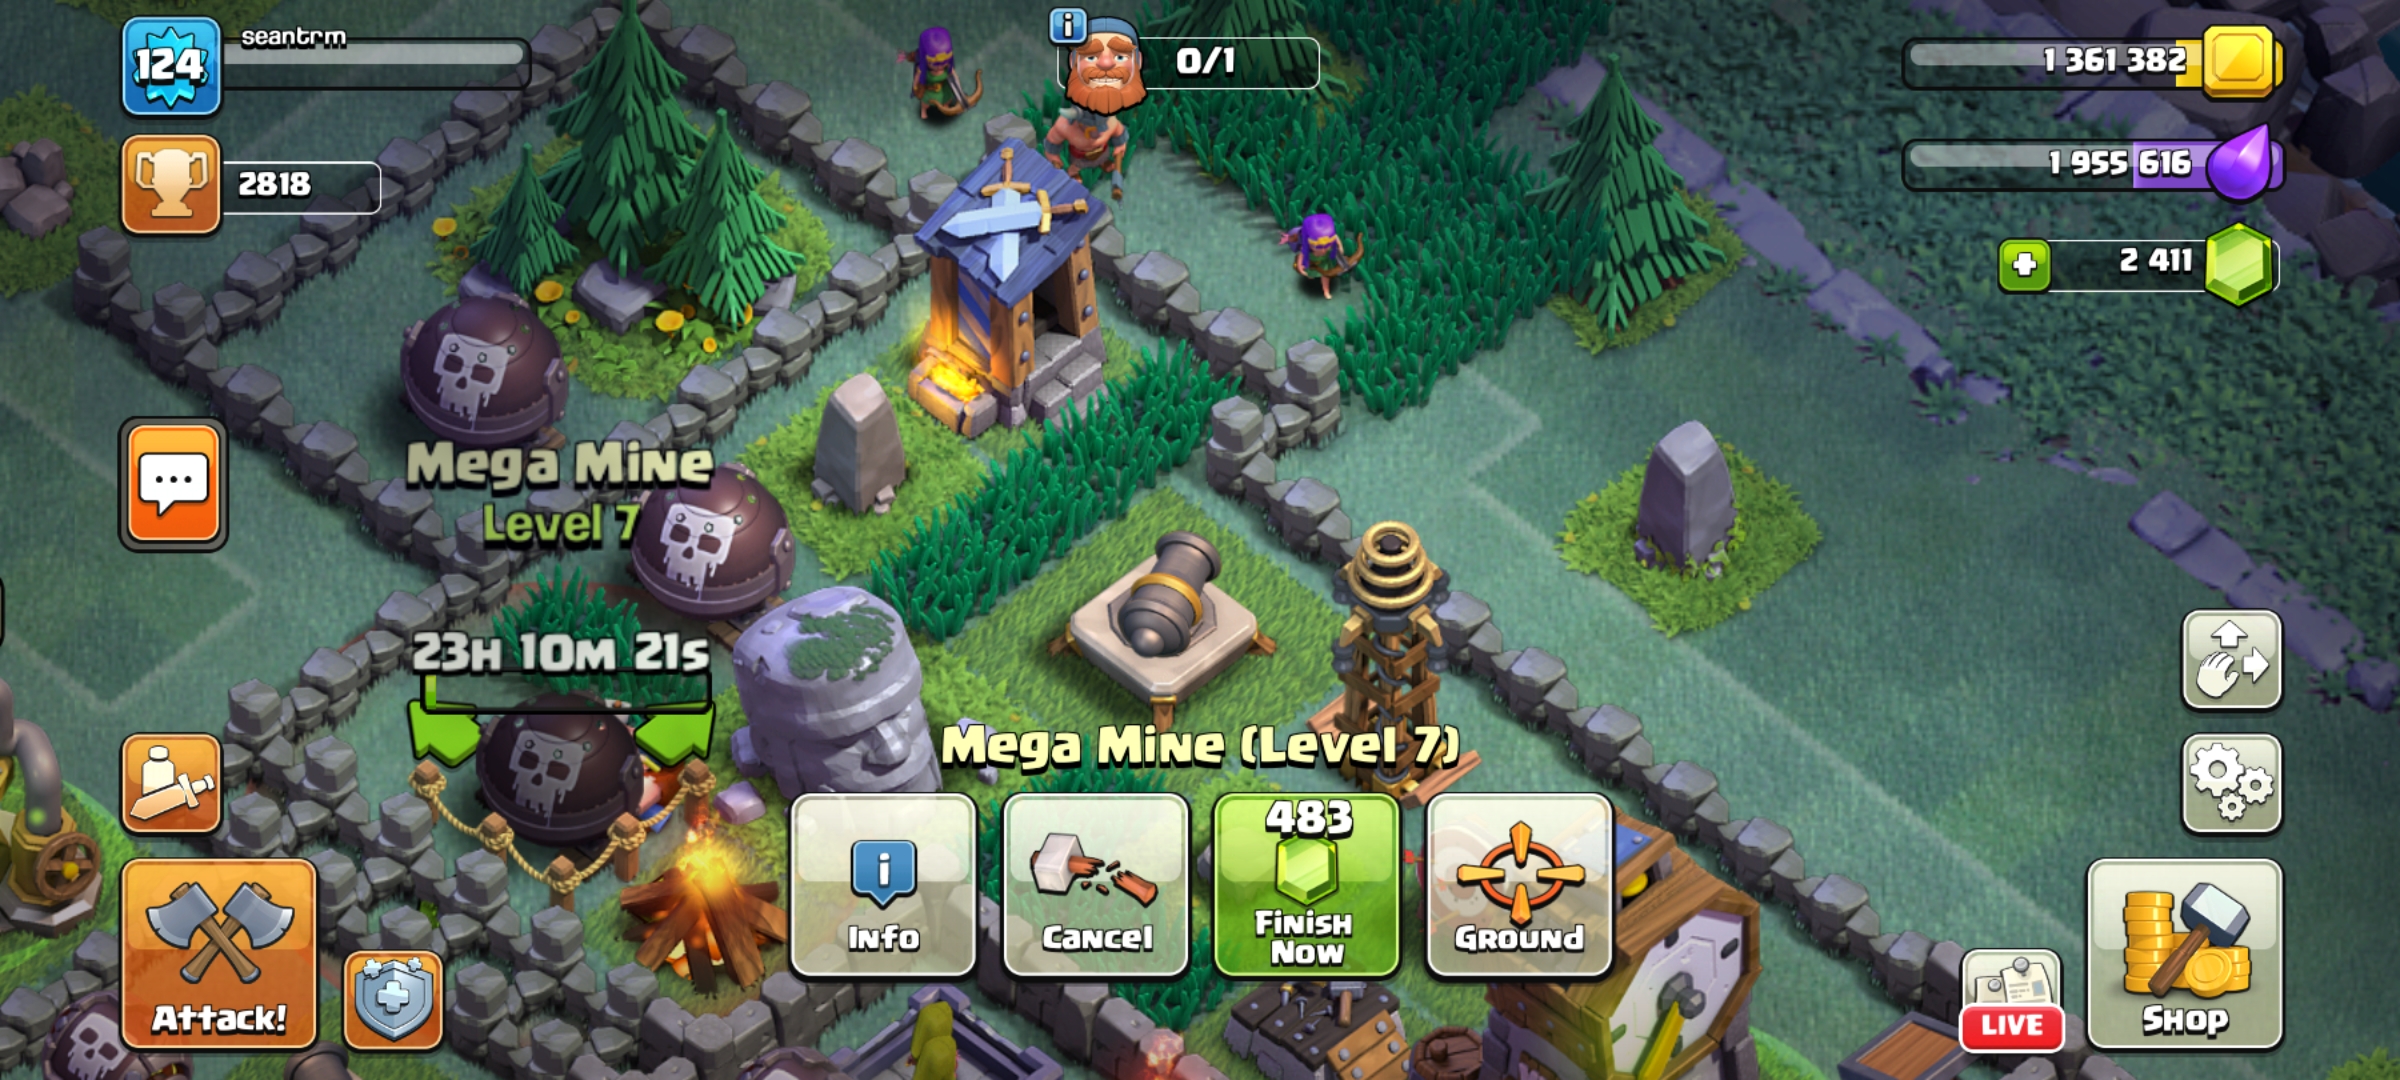 124
seantrm
0/1
1 361 382
2818
1 955 616
2 411
Mega Mine
Level 7
23H 10M 21s
Mega Mine (Level 7)
Info
Cancel
483
Finish
Now
Ground
Attack!
LIVE
Shop